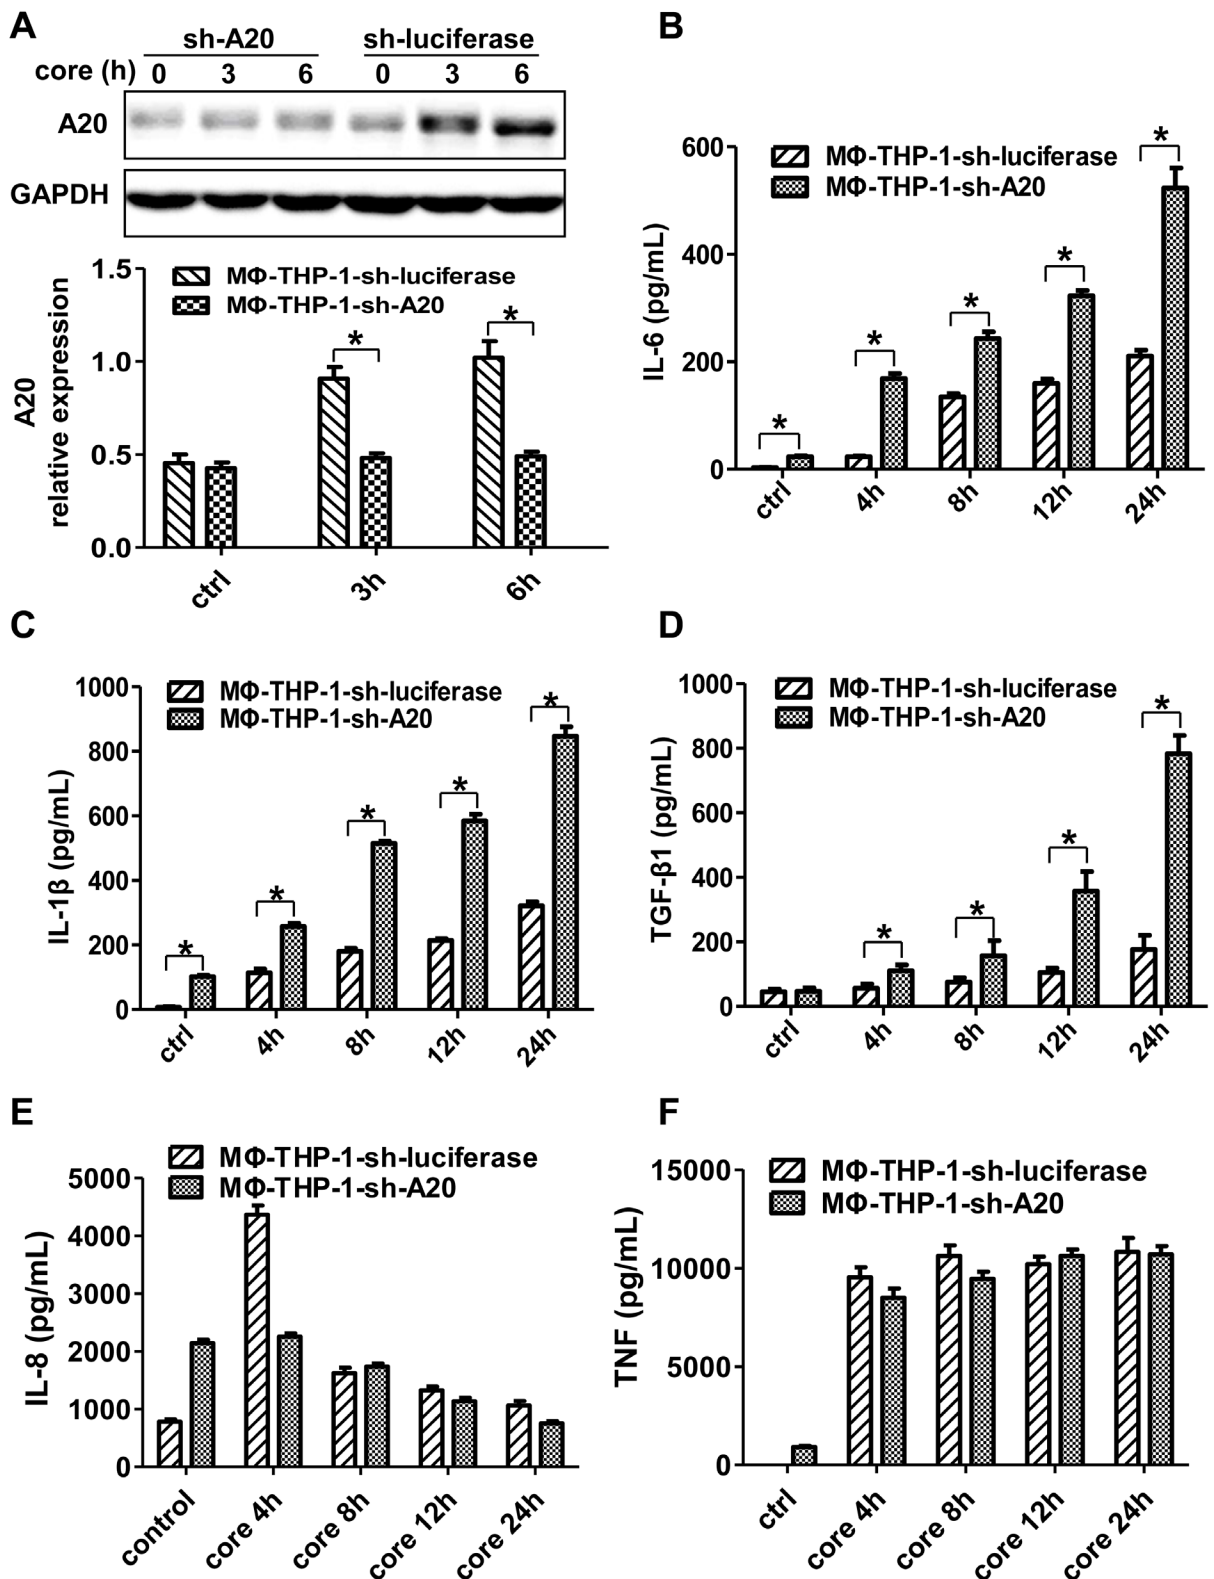 A
sh-A20 sh-luciferase
core (h) 0 3 6 0 3 6
A20
GAPDH
A20
relative expression
1.5
1.0
0.5
0.0
MΦ-THP-1-sh-luciferase
MΦ-THP-1-sh-A20
*
*
ctrl 3h 6h
B
IL-6 (pg/mL)
600
400
200
0
MΦ-THP-1-sh-luciferase
MΦ-THP-1-sh-A20
*
*
*
*
*
ctrl 4h 8h 12h 24h
C
IL-1β (pg/mL)
1000
800
600
400
200
0
MΦ-THP-1-sh-luciferase
MΦ-THP-1-sh-A20
*
*
*
*
*
ctrl 4h 8h 12h 24h
D
TGF-β1 (pg/mL)
1000
800
600
400
200
0
MΦ-THP-1-sh-luciferase
MΦ-THP-1-sh-A20
*
*
*
*
ctrl 4h 8h 12h 24h
E
IL-8 (pg/mL)
5000
4000
3000
2000
1000
0
MΦ-THP-1-sh-luciferase
MΦ-THP-1-sh-A20
control core 4h core 8h core 12h core 24h
F
TNF (pg/mL)
15000
10000
5000
0
MΦ-THP-1-sh-luciferase
MΦ-THP-1-sh-A20
ctrl core 4h core 8h core 12h core 24h